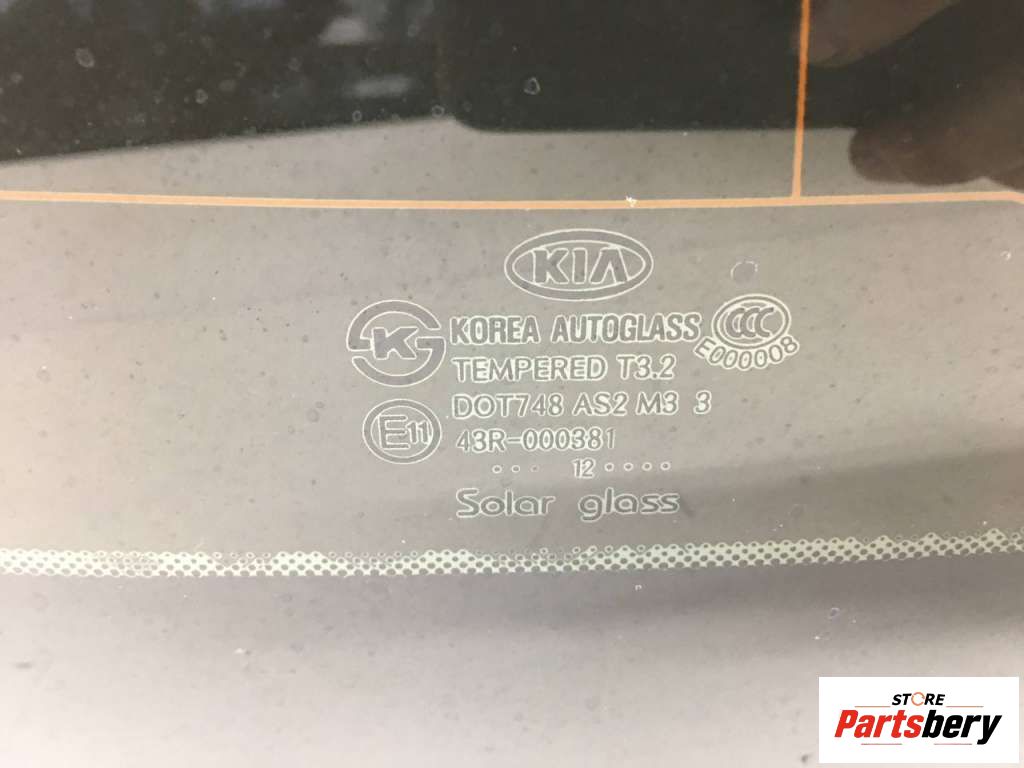 KIA
KS
KOREA AUTOGLASS
CCC
E000008
TEMPERED T3.2
DOT748 AS2 M3 3
E11
43R-000381
··· 12 ····
Solar glass
STORE
Partsbery